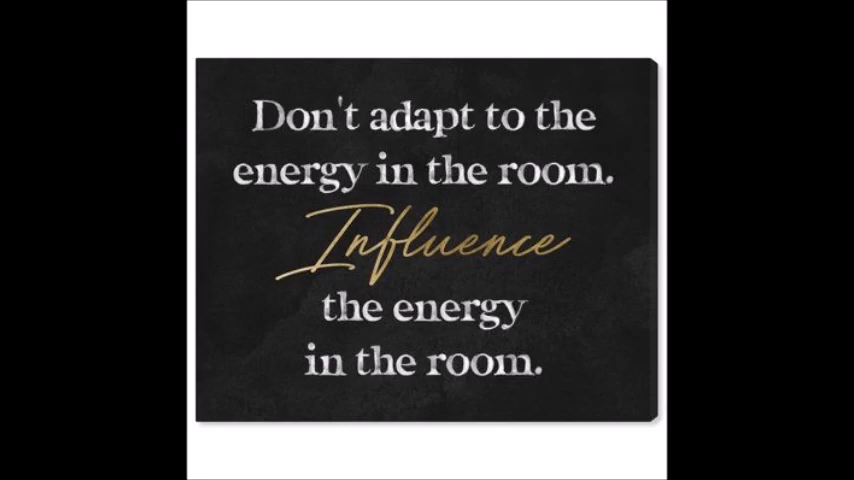 Don't adapt to the
energy in the room.
Influence
the energy
in the room.